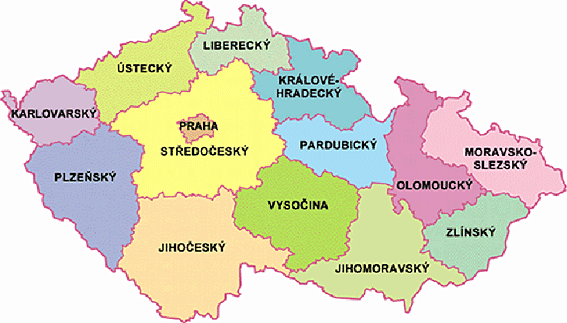 LIBERECKÝ
ÚSTECKÝ
KRÁLOVÉ-
HRADECKÝ
KARLOVARSKÝ
PRAHA
STŘEDOČESKÝ
PARDUBICKÝ
MORAVSKO-
SLEZSKÝ
PLZEŇSKÝ
OLOMOUCKÝ
VYSOČINA
ZLÍNSKÝ
JIHOČESKÝ
JIHOMORAVSKÝ